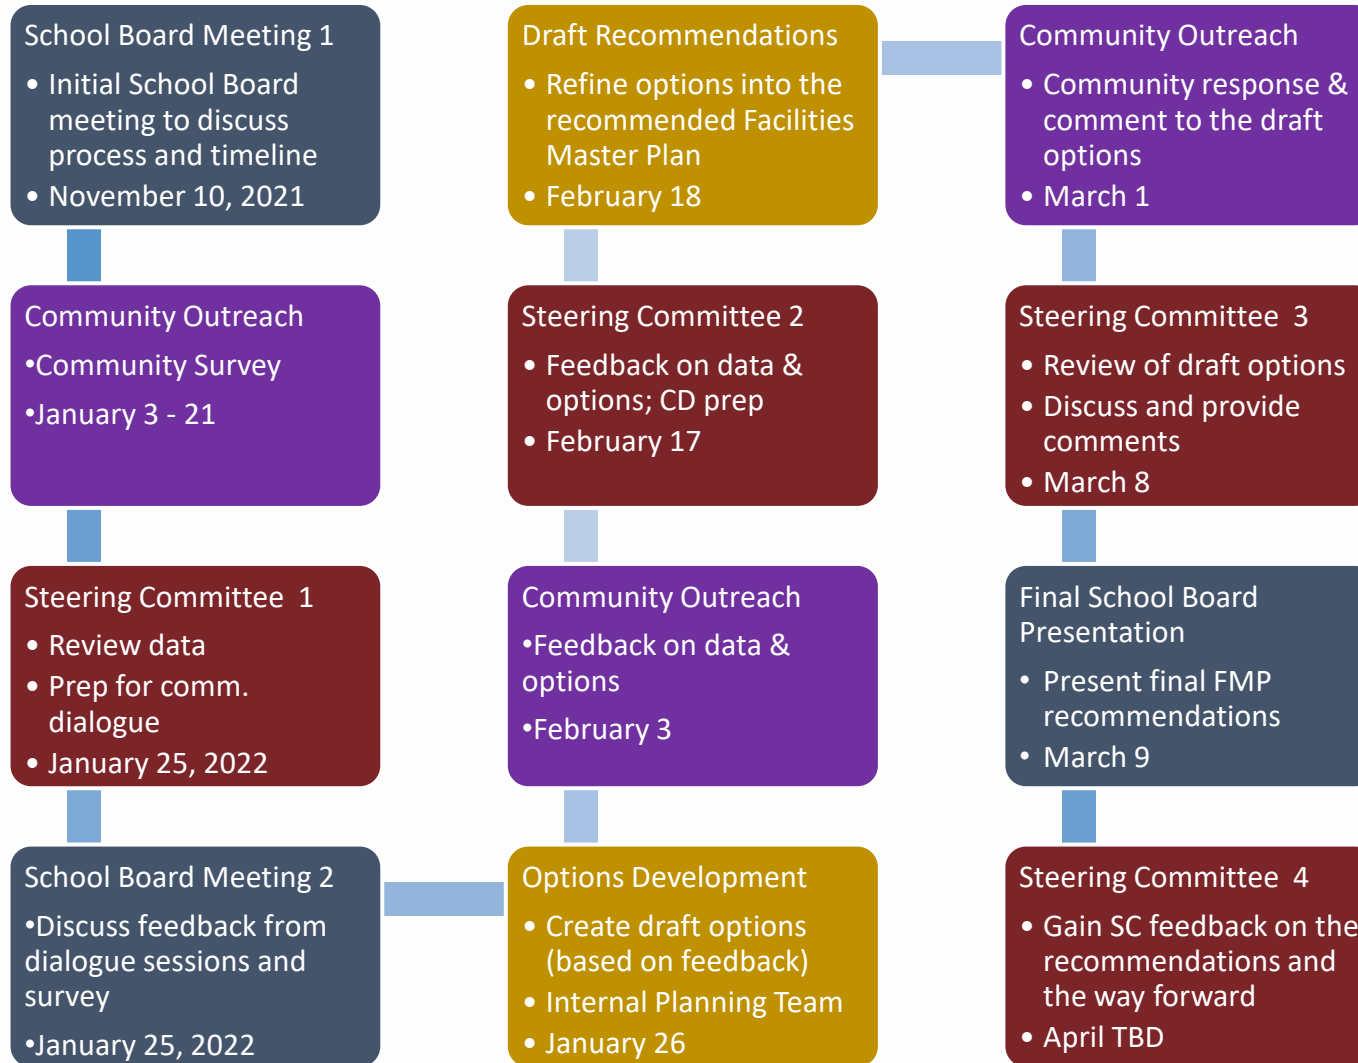 School Board Meeting 1
• Initial School Board
meeting to discuss
process and timeline
• November 10, 2021
Community Outreach
•Community Survey
•January 3 - 21
Steering Committee 1
• Review data
• Prep for comm.
dialogue
• January 25, 2022
School Board Meeting 2
•Discuss feedback from
dialogue sessions and
survey
•January 25, 2022
Options Development
• Create draft options
(based on feedback)
• Internal Planning Team
• January 26
Community Outreach
•Feedback on data &
options
•February 3
Steering Committee 2
• Feedback on data &
options; CD prep
• February 17
Draft Recommendations
• Refine options into the
recommended Facilities
Master Plan
• February 18
Community Outreach
• Community response &
comment to the draft
options
• March 1
Steering Committee 3
• Review of draft options
• Discuss and provide
comments
• March 8
Final School Board
Presentation
• Present final FMP
recommendations
• March 9
Steering Committee 4
• Gain SC feedback on the
recommendations and
the way forward
• April TBD